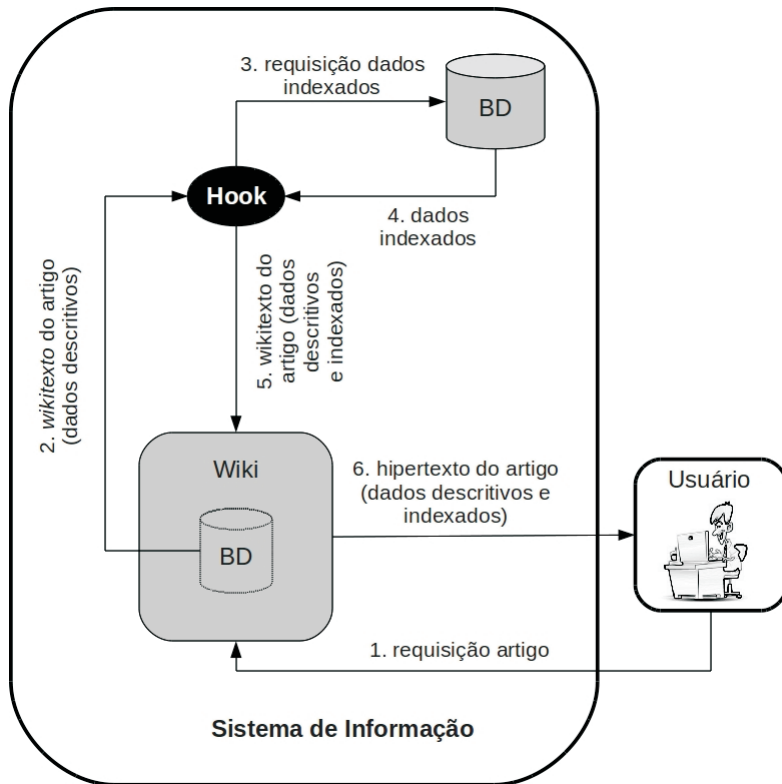 3. requisição dados
indexados
BD
Hook
4. dados
indexados
2. wikitexto do artigo
(dados descritivos)
5. wikitexto do
artigo (dados
descritivos
e indexados)
Wiki
BD
6. hipertexto do artigo
(dados descritivos e
indexados)
Usuário
1. requisição artigo
Sistema de Informação